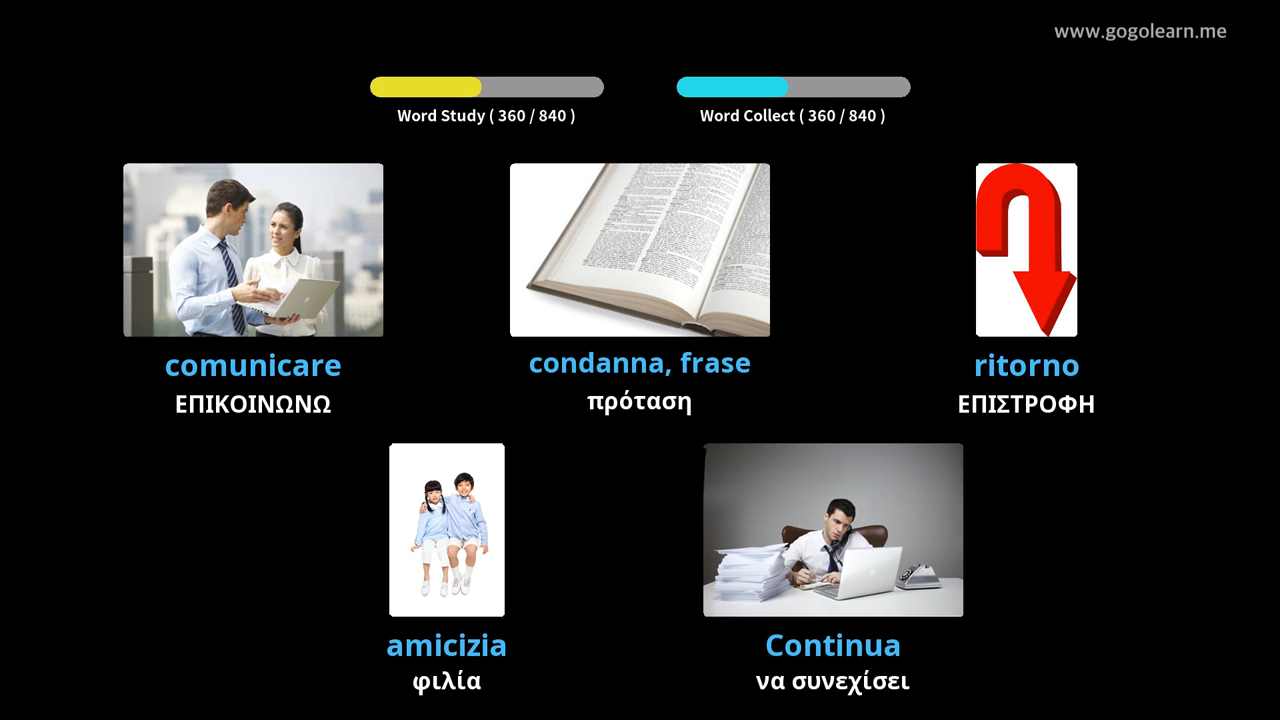 www.gogolearn.me
Word Study ( 360 / 840 )
Word Collect ( 360 / 840 )
comunicare
ΕΠΙΚΟΙΝΩΝΩ
condanna, frase
πρόταση
ritorno
ΕΠΙΣΤΡΟΦΗ
amicizia
φιλία
Continua
να συνεχίσει